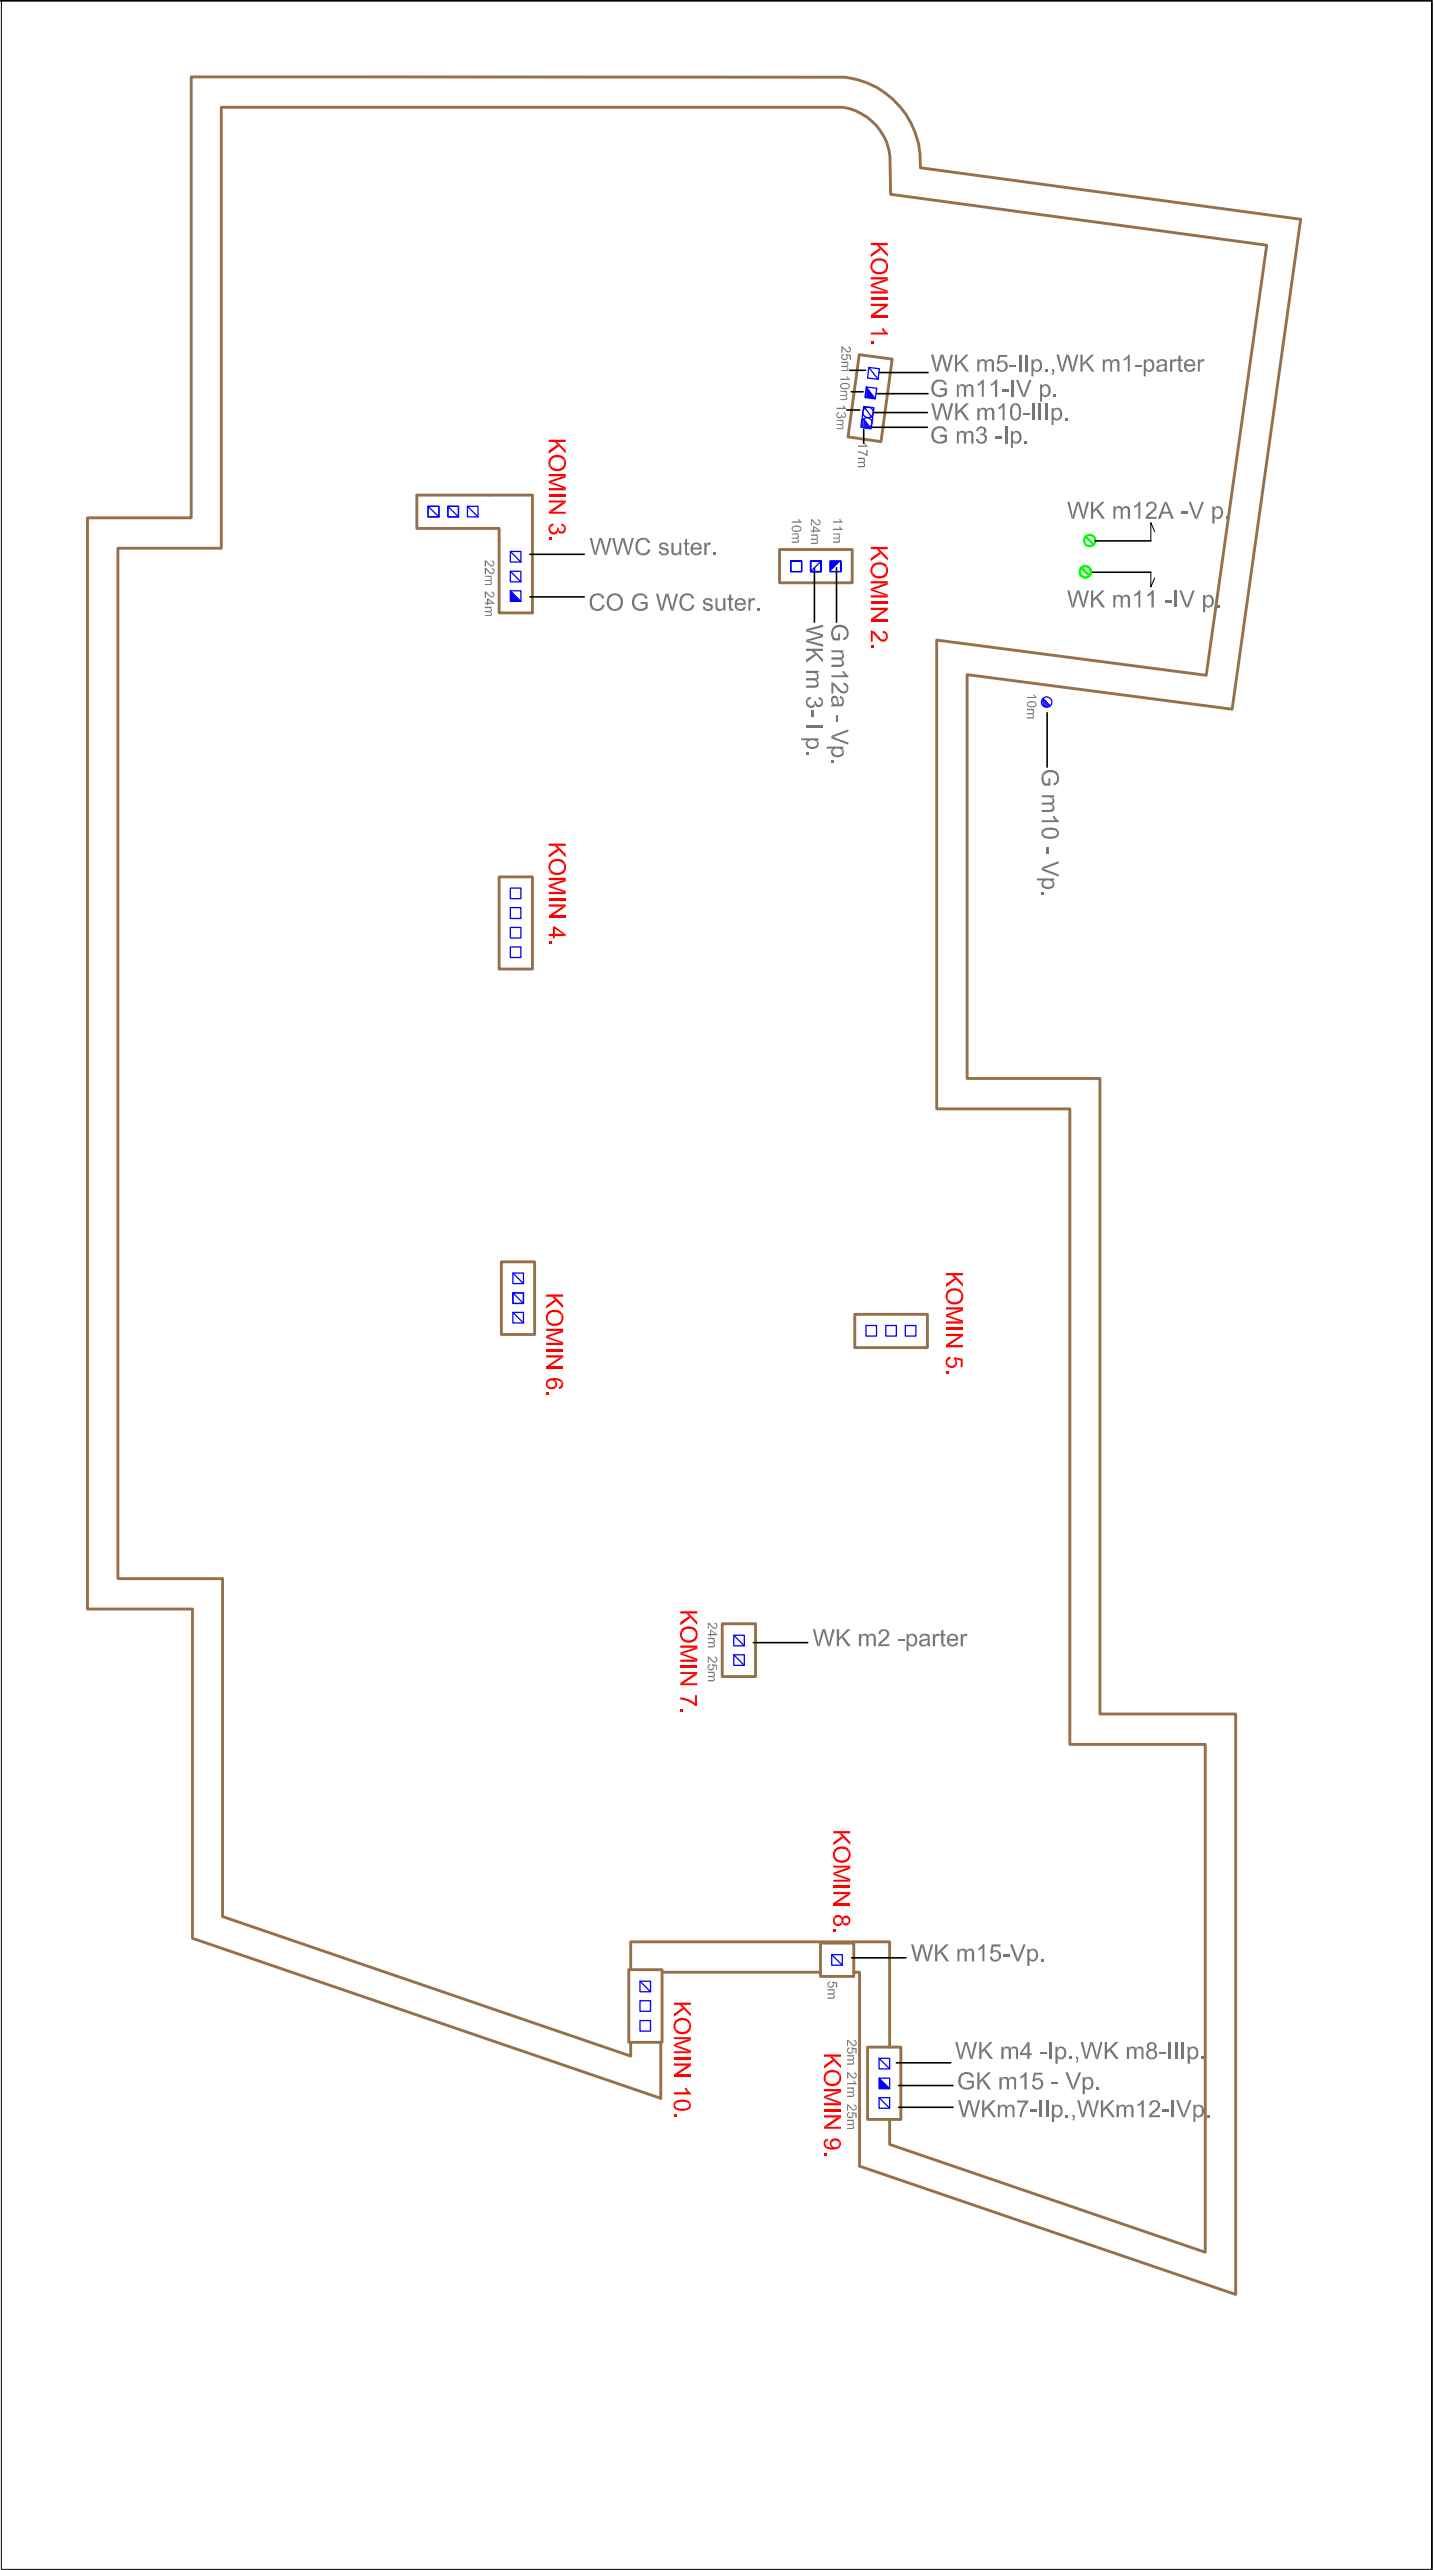 KOMIN 1.
25m
10m
13m
17m
WK m5-IIp.,WK m1-parter
G m11-IV p.
WK m10-IIIp.
G m3 -Ip.
WK m12A -V p.
WK m11 -IV p.
KOMIN 2.
11m
24m
10m
G m12a - Vp.
WK m 3- I p.
10m
G m10 - Vp.
KOMIN 3.
WWC suter.
22m 24m
CO G WC suter.
KOMIN 4.
KOMIN 5.
KOMIN 6.
KOMIN 7.
24m 25m
WK m2 -parter
KOMIN 8.
WK m15-Vp.
5m
KOMIN 9.
25m 21m 25m
WK m4 -Ip.,WK m8-IIIp.
GK m15 - Vp.
WKm7-IIp.,WKm12-IVp.
KOMIN 10.